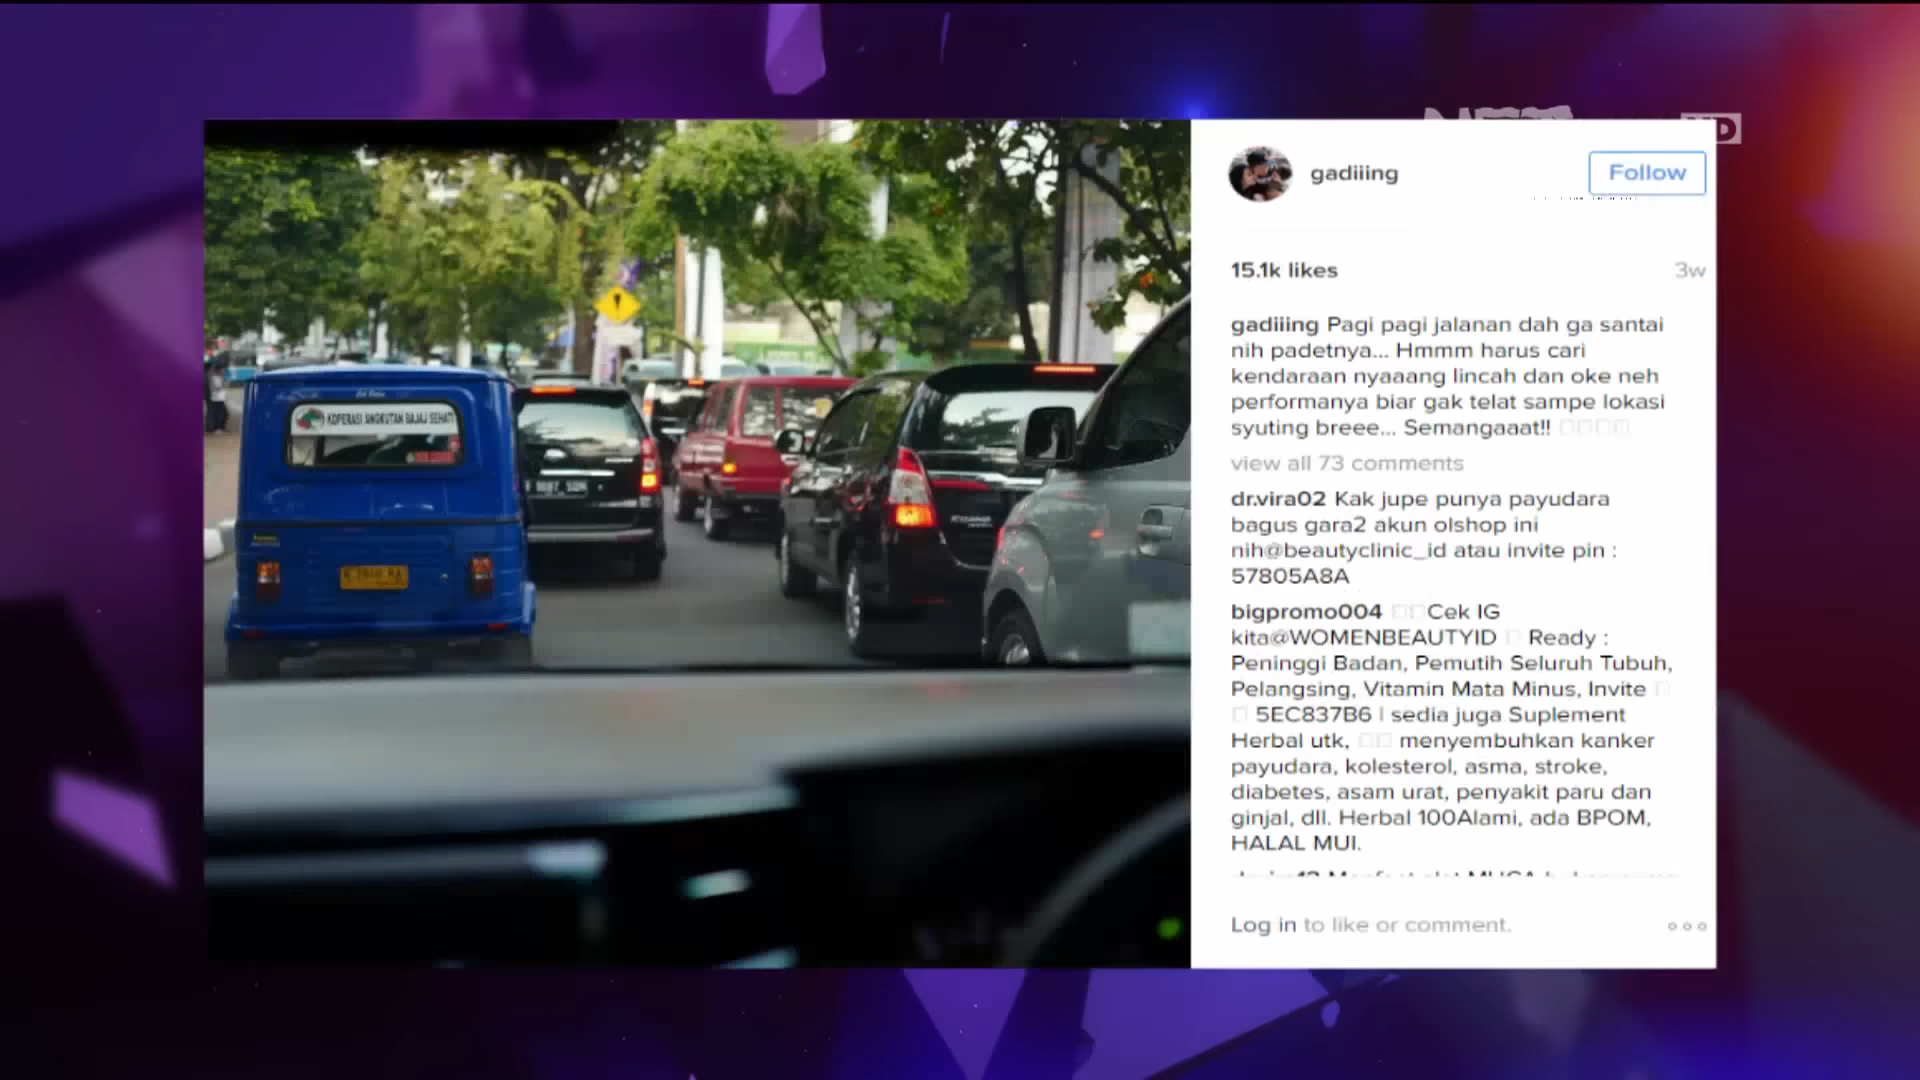 KOPERASI ANGKUTAN BAJAJ SEHATI
gadiiing
Follow
15.1k likes
3w
gadiiing Pagi pagi jalanan dah ga santai
nih padetnya... Hmmm harus cari
kendaraan nyaaang lincah dan oke neh
performanya biar gak telat sampe lokasi
syuting breee... Semangaaat!!
view all 73 comments
dr.vira02 Kak jupe punya payudara
bagus gara2 akun olshop ini
nih@beautyclinic_id atau invite pin :
57805A8A
bigpromo004 Cek IG
kita@WOMENBEAUTYID Ready :
Peninggi Badan, Pemutih Seluruh Tubuh,
Pelangsing, Vitamin Mata Minus, Invite
5EC837B6 | sedia juga Suplement
Herbal utk, menyembuhkan kanker
payudara, kolesterol, asma, stroke,
diabetes, asam urat, penyakit paru dan
ginjal, dll. Herbal 100Alami, ada BPOM,
HALAL MUI.
Log in to like or comment.